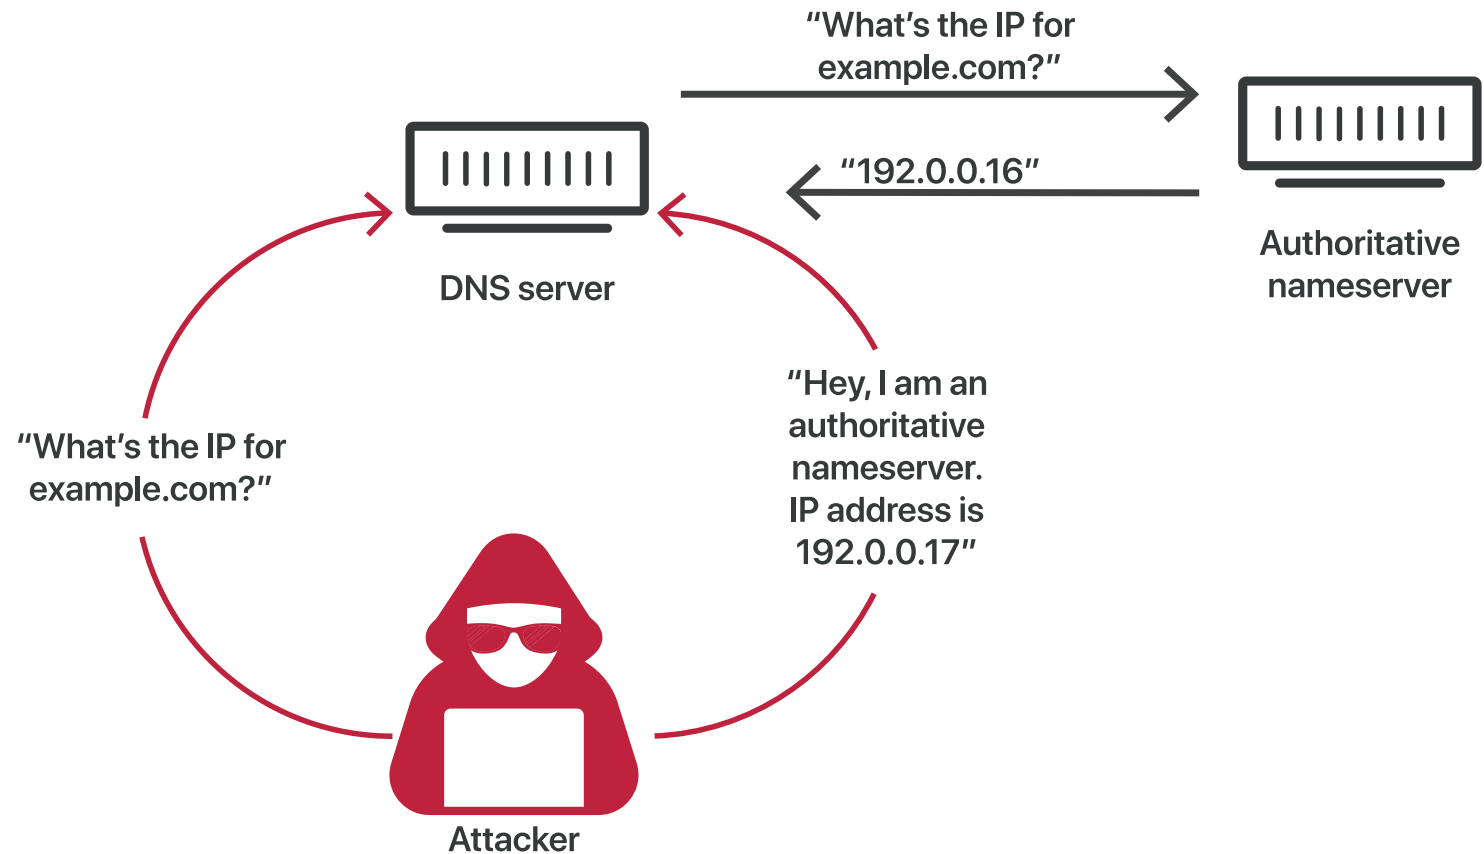 “What’s the IP for
example.com?”
“192.0.0.16”
DNS server
Authoritative
nameserver
“What’s the IP for
example.com?”
“Hey, I am an
authoritative
nameserver.
IP address is
192.0.0.17”
Attacker